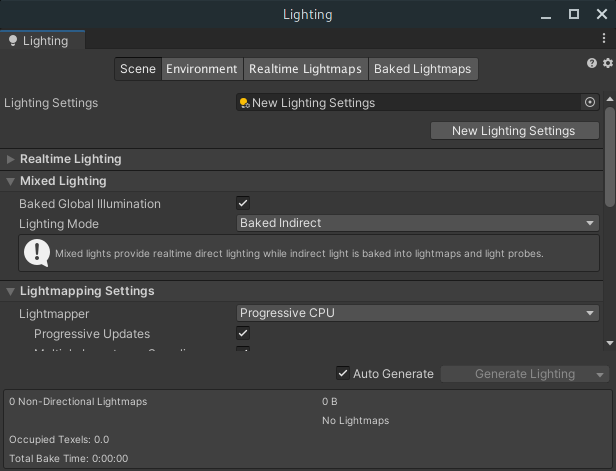 Lighting
Lighting
Scene Environment Realtime Lightmaps Baked Lightmaps
Lighting Settings New Lighting Settings
New Lighting Settings
Realtime Lighting
Mixed Lighting
Baked Global Illumination
Lighting Mode Baked Indirect
Mixed lights provide realtime direct lighting while indirect light is baked into lightmaps and light probes.
Lightmapping Settings
Lightmapper Progressive CPU
Progressive Updates
Auto Generate Generate Lighting
0 Non-Directional Lightmaps 0 B
No Lightmaps
Occupied Texels: 0.0
Total Bake Time: 0:00:00